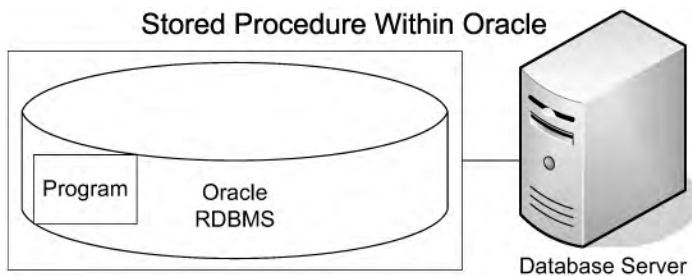 Stored Procedure Within Oracle
Program
Oracle
RDBMS
Database Server